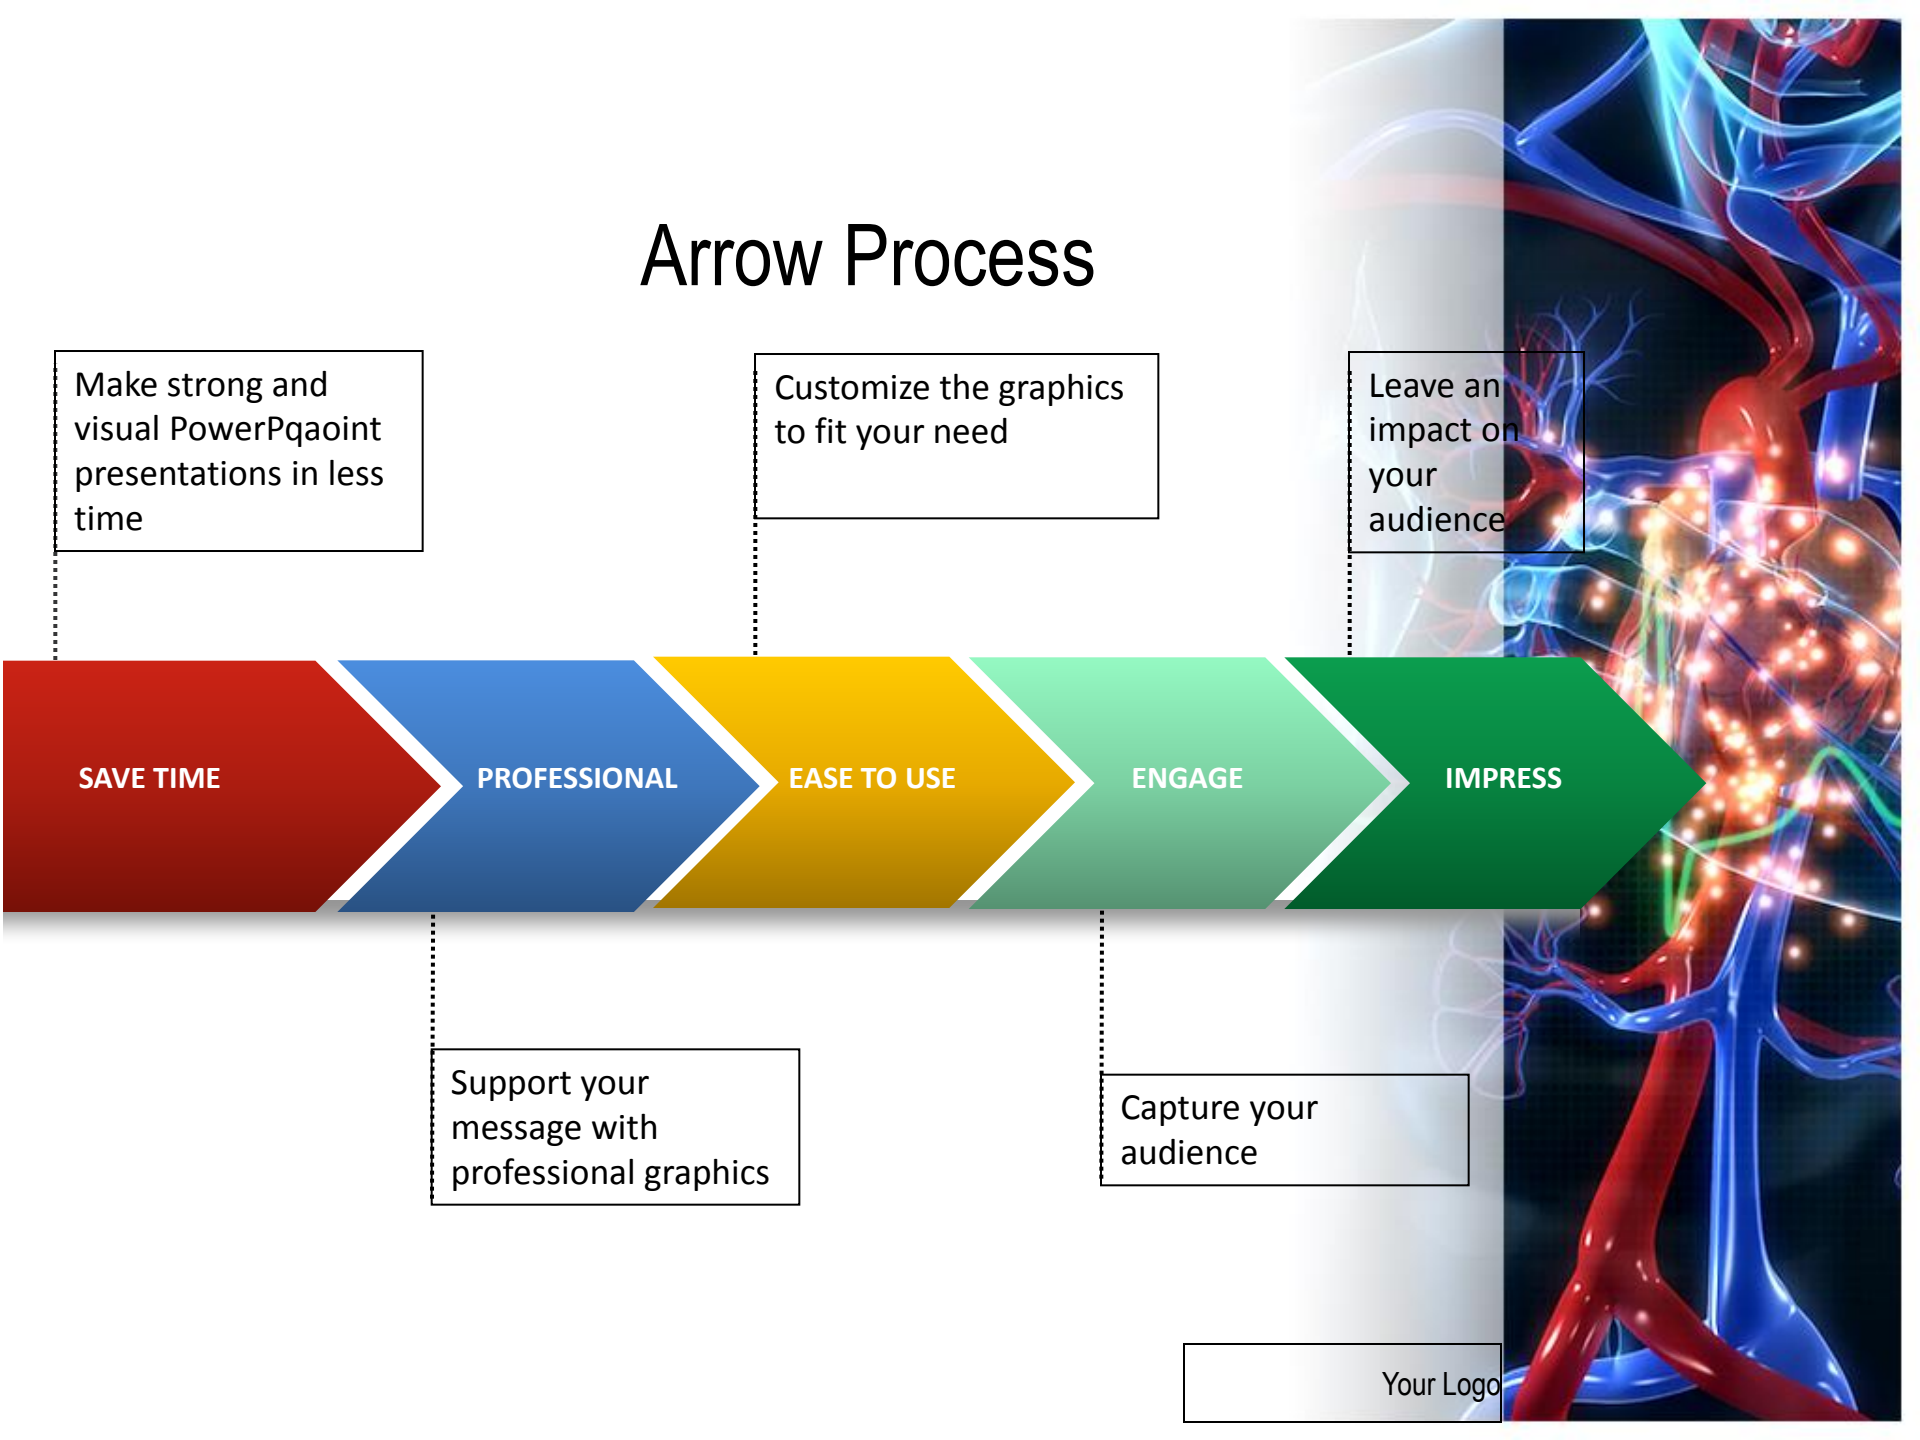 Arrow Process
Make strong and
visual PowerPqaoint
presentations in less
time
Customize the graphics
to fit your need
Leave an
impact on
your
audience
SAVE TIME
PROFESSIONAL
EASE TO USE
ENGAGE
IMPRESS
Support your
message with
professional graphics
Capture your
audience
Your Logo